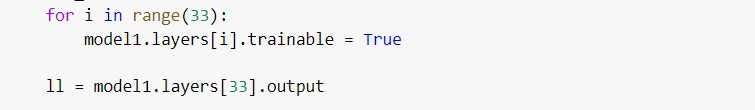 for i in range(33):
    model1.layers[i].trainable = True
ll = model1.layers[33].output